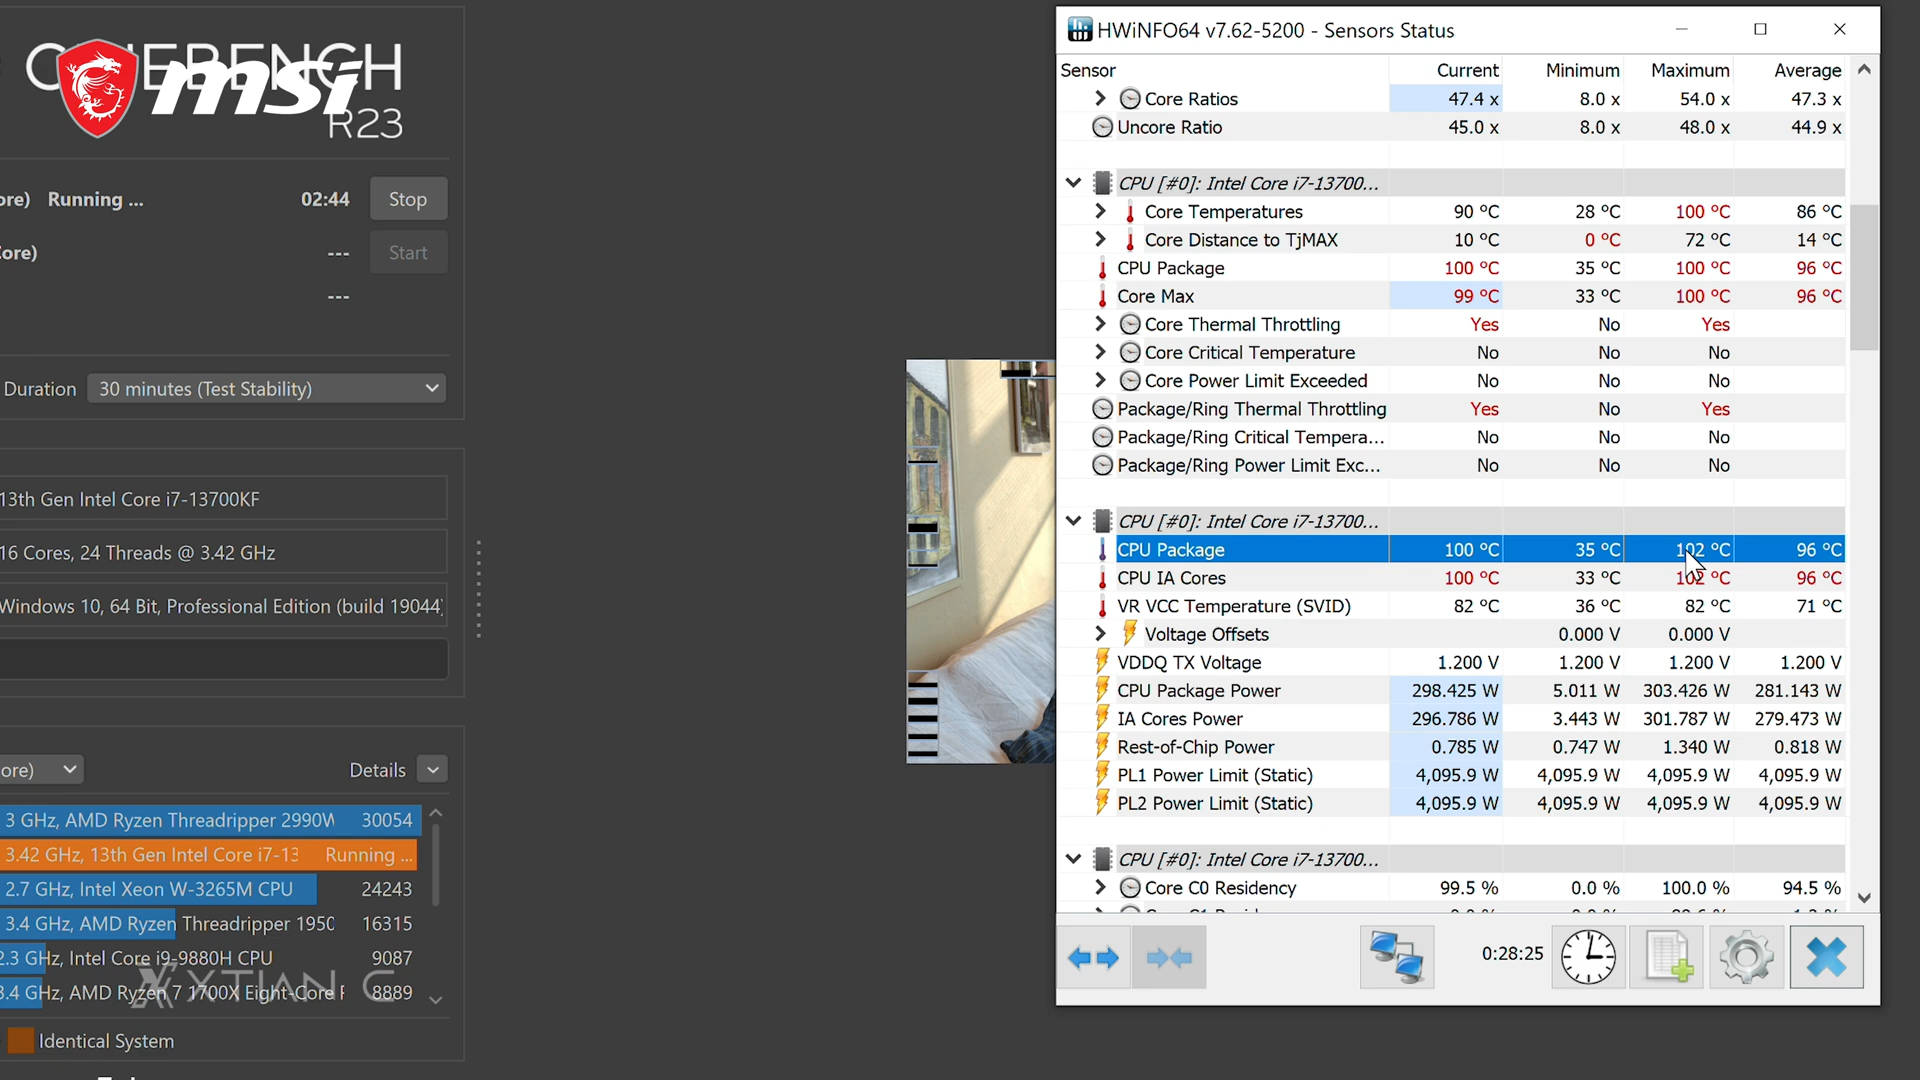 CINEBENCH
msi
R23
ore) Running ... 02:44 Stop
Core) --- Start
---
Duration 30 minutes (Test Stability)
13th Gen Intel Core i7-13700KF
16 Cores, 24 Threads @ 3.42 GHz
Windows 10, 64 Bit, Professional Edition (build 19044)
ore) Details
3 GHz, AMD Ryzen Threadripper 2990W 30054
3.42 GHz, 13th Gen Intel Core i7-13 Running ...
2.7 GHz, Intel Xeon W-3265M CPU 24243
3.4 GHz, AMD Ryzen Threadripper 1950 16315
2.3 GHz, Intel Core i9-9880H CPU 9087
3.4 GHz, AMD Ryzen 7 1700X Eight-Core 8889
XTIAN C
Identical System
HWiNFO64 v7.62-5200 - Sensors Status
Sensor Current Minimum Maximum Average
Core Ratios 47.4 x 8.0 x 54.0 x 47.3 x
Uncore Ratio 45.0 x 8.0 x 48.0 x 44.9 x
CPU [#0]: Intel Core i7-13700...
Core Temperatures 90 °C 28 °C 100 °C 86 °C
Core Distance to TjMAX 10 °C 0 °C 72 °C 14 °C
CPU Package 100 °C 35 °C 100 °C 96 °C
Core Max 99 °C 33 °C 100 °C 96 °C
Core Thermal Throttling Yes No Yes
Core Critical Temperature No No No
Core Power Limit Exceeded No No No
Package/Ring Thermal Throttling Yes No Yes
Package/Ring Critical Tempera... No No No
Package/Ring Power Limit Exc... No No No
CPU [#0]: Intel Core i7-13700...
CPU Package 100 °C 35 °C 102 °C 96 °C
CPU IA Cores 100 °C 33 °C 102 °C 96 °C
VR VCC Temperature (SVID) 82 °C 36 °C 82 °C 71 °C
Voltage Offsets 0.000 V 0.000 V
VDDQ TX Voltage 1.200 V 1.200 V 1.200 V 1.200 V
CPU Package Power 298.425 W 5.011 W 303.426 W 281.143 W
IA Cores Power 296.786 W 3.443 W 301.787 W 279.473 W
Rest-of-Chip Power 0.785 W 0.747 W 1.340 W 0.818 W
PL1 Power Limit (Static) 4,095.9 W 4,095.9 W 4,095.9 W 4,095.9 W
PL2 Power Limit (Static) 4,095.9 W 4,095.9 W 4,095.9 W 4,095.9 W
CPU [#0]: Intel Core i7-13700...
Core C0 Residency 99.5 % 0.0 % 100.0 % 94.5 %
0:28:25